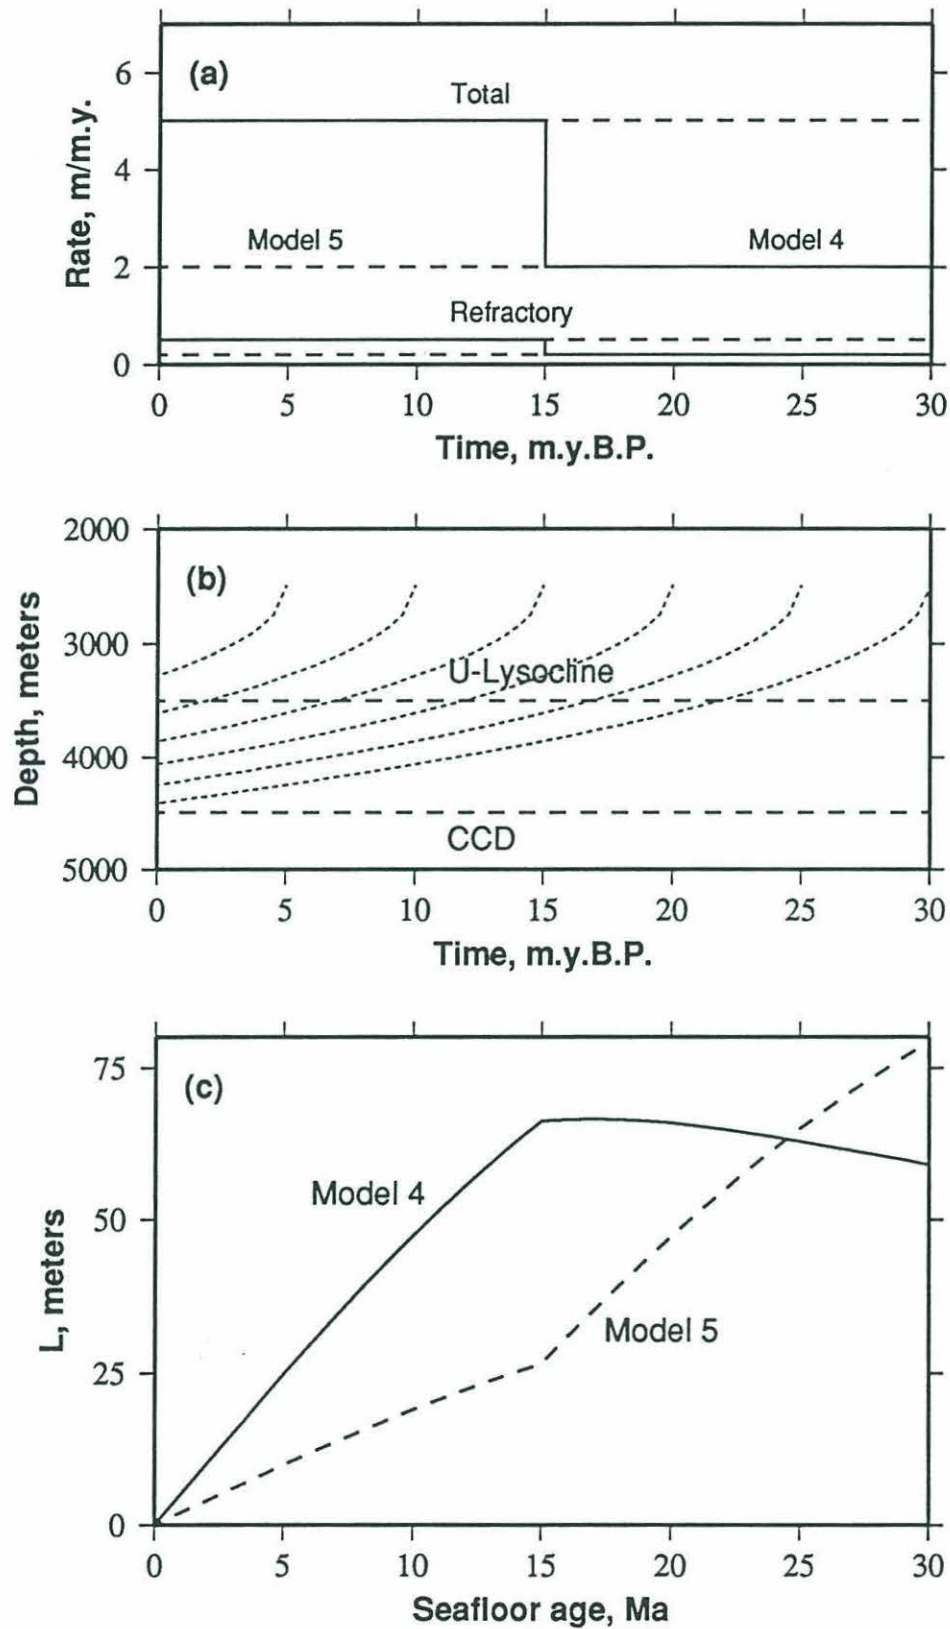 (a)
Total
Model 5
Model 4
Refractory
Rate, m/m.y.
6
4
2
0
0 5 10 15 20 25 30
Time, m.y.B.P.
(b)
U-Lysocline
CCD
Depth, meters
2000
3000
4000
5000
0 5 10 15 20 25 30
Time, m.y.B.P.
(c)
Model 4
Model 5
L, meters
75
50
25
0
0 5 10 15 20 25 30
Seafloor age, Ma